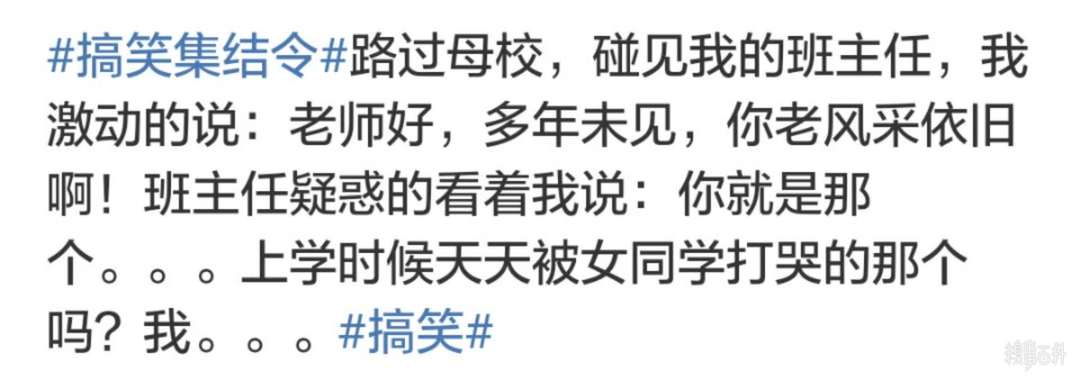 #搞笑集结令#路过母校，碰见我的班主任，我
激动的说：老师好，多年未见，你老风采依旧
啊！班主任疑惑的看着我说：你就是那
个。。。上学时候天天被女同学打哭的那个
吗？我。。。#搞笑#